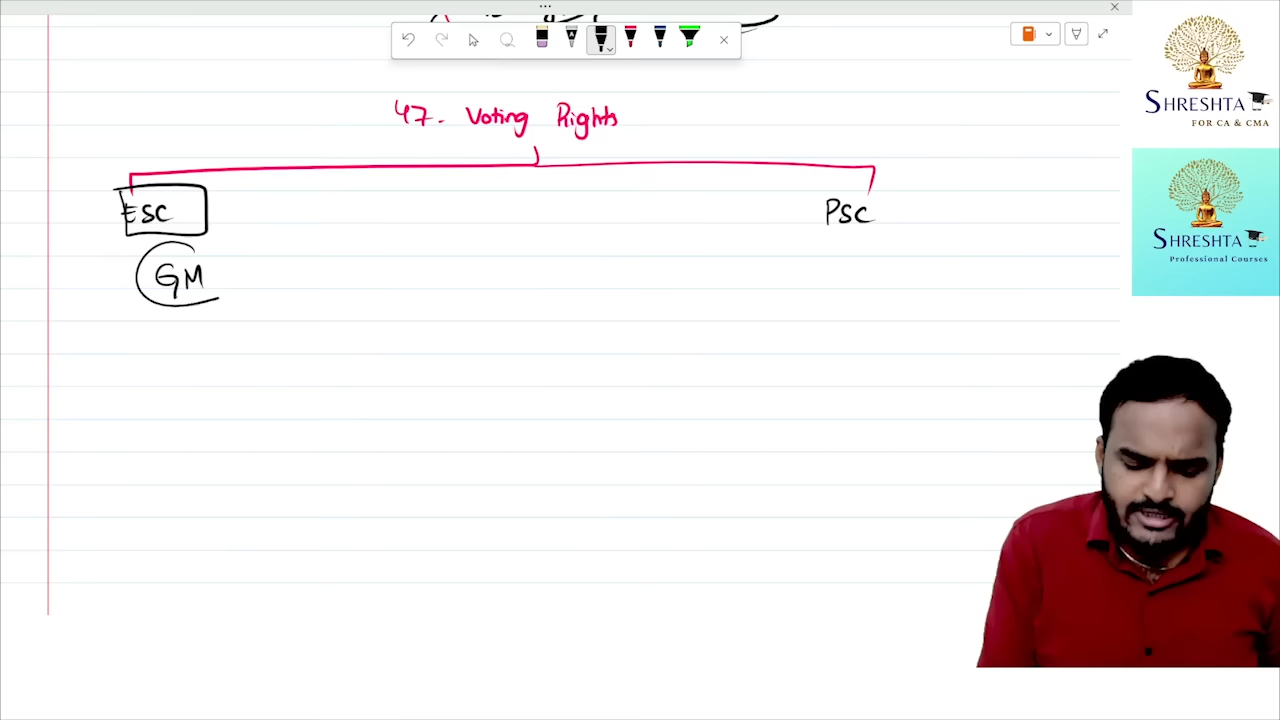 SHRESHTA
FOR CA & CMA
47. Voting Rights
ESC
PSC
GM
SHRESHTA
Professional Courses